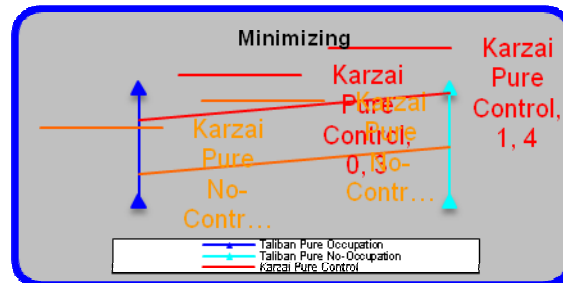 Minimizing
Karzai
Pure
Control,
1, 4
Karzai
Pure
Control,
0, 3
Karzai
Pure
No-
Contr...
Karzai
Pure
No-
Contr...
Taliban Pure Occupation
Taliban Pure No-Occupation
Karzai Pure Control